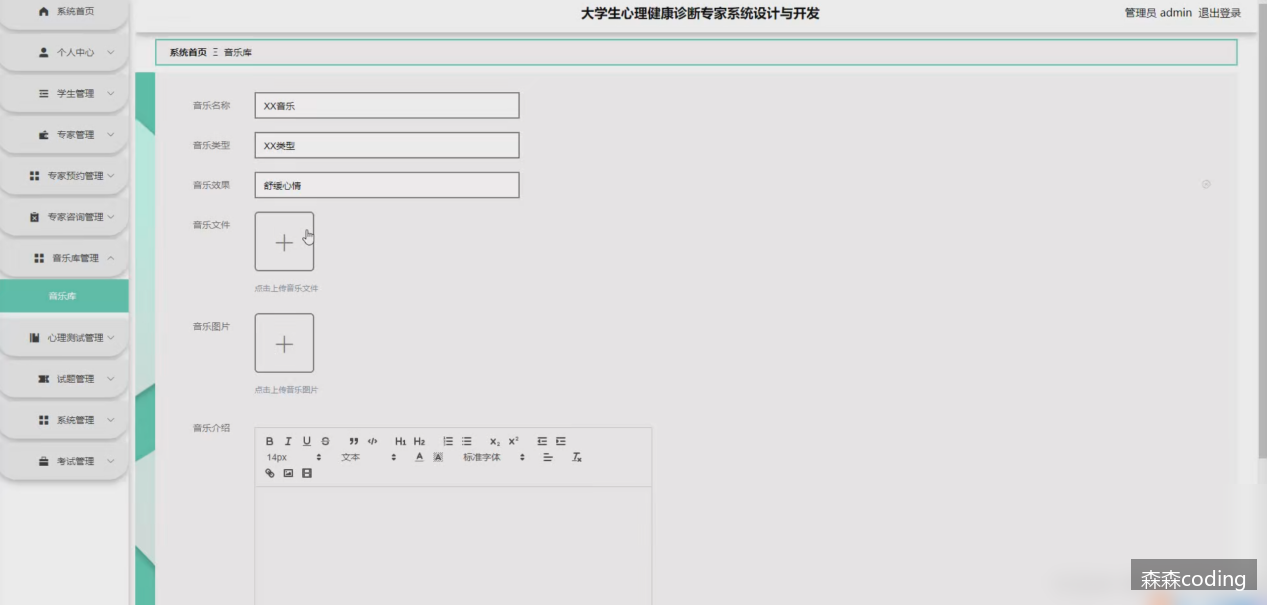 系统首页
个人中心
学生管理
专家管理
专家预约管理
专家咨询管理
音乐库管理
音乐库
心理测试管理
试题管理
系统管理
考试管理
大学生心理健康诊断专家系统设计与开发
管理员 admin 退出登录
系统首页 Ξ 音乐库
音乐名称 XX音乐
音乐类型 XX类型
音乐效果 舒缓心情
音乐文件
点击上传音乐文件
音乐图片
点击上传音乐图片
音乐介绍
B I U S ” </> H1 H2 X₂ X²
14px 文本 A A 标准字体 Tx
森森coding